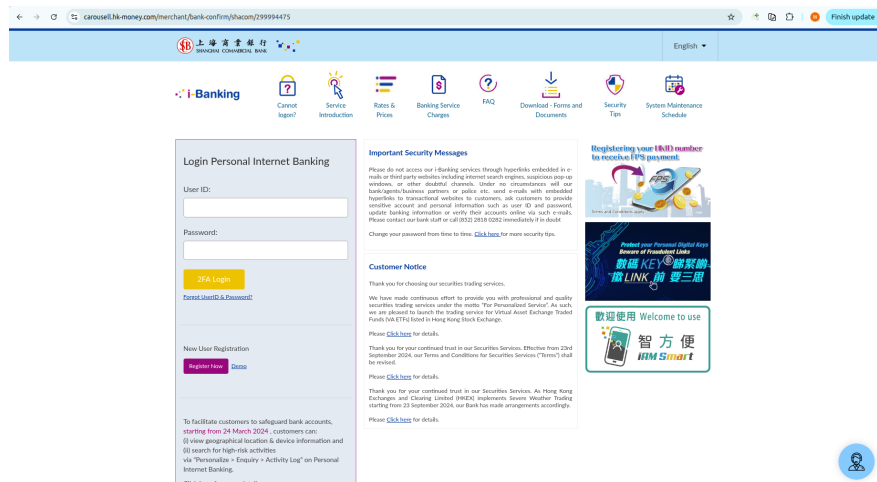 carousell.hk-money.com/merchant/bank-confirm/shacom/299994475
Finish update
上海商業銀行
SHANGHAI COMMERCIAL BANK
English
i-Banking
Cannot logon?
Service Introduction
Rates & Prices
Banking Service Charges
FAQ
Download - Forms and Documents
Security Tips
System Maintenance Schedule
Login Personal Internet Banking
User ID:
Password:
2FA Login
Forgot UserID & Password?
New User Registration
Register Now
Demo
To facilitate customers to safeguard bank accounts,
starting from 24 March 2024 , customers can:
(i) view geographical location & device information and
(ii) search for high-risk activities
via "Personalize > Enquiry > Activity Log" on Personal
Internet Banking.
Important Security Messages
Please do not access our i-Banking services through hyperlinks embedded in e-
mails or third party websites including internet search engines, suspicious pop-up
windows, or other doubtful channels. Under no circumstances will our
bank/agents/business partners or police etc. send e-mails with embedded
hyperlinks to transactional websites to customers, ask customers to provide
sensitive account and personal information such as user ID and password,
update banking information or verify their accounts online via such e-mails.
Please contact our bank staff or call (852) 2818 0282 immediately if in doubt
Change your password from time to time. Click here for more security tips.
Customer Notice
Thank you for choosing our securities trading services.
We have made continuous effort to provide you with professional and quality
securities trading services under the motto "For Personalized Service". As such,
we are pleased to launch the trading service for Virtual Asset Exchange Traded
Funds (VA ETFs) listed in Hong Kong Stock Exchange.
Please Click here for details.
Thank you for your continued trust in our Securities Services. Effective from 23rd
September 2024, our Terms and Conditions for Securities Services ("Terms") shall
be revised.
Please Click here for details.
Thank you for your continued trust in our Securities Services. As Hong Kong
Exchanges and Clearing Limited (HKEX) implements Severe Weather Trading
starting from 23 September 2024, our Bank has made arrangements accordingly.
Please Click here for details.
Registering your HKID number
to receive FPS payment
FPS
Terms and Conditions apply
Protect your Personal Digital Keys
Beware of Fraudulent Links
數碼 KEY 睇緊啲
撳 LINK 前 要三思
歡迎使用 Welcome to use
智方便
iAM Smart